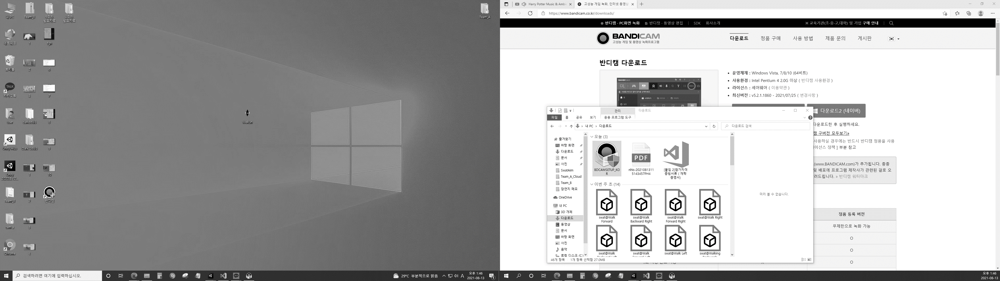 내 PC
Team_B
5주차
발표자료
4주차
발표자료
Team_A
네트워크
1
fgh
휴지통
2
6
TALK
카카오톡
3
7
user
darksoul3
8
WeRun
Unity Hub
Dark Soul3
9
Unity
2020.3.12...
1
10
Team_B
2
반디캠
tem a
3
Chrome
4
검색하려면 여기에 입력하십시오.
29°C 부분적으로 맑음
A
오후 1:46
2021-08-13
1
Harry Potter Music & Ambi
고성능 게임 녹화, 인터넷 동영상
https://www.bandicam.co.kr/downloads/
반디캠 · PC화면 녹화
반디컷 · 동영상 편집
SDK
회사소개
※ 교육기관(초·중·고,대학) 및 기업 구매 안내
BANDICAM
고성능 게임 및 동영상 녹화프로그램
다운로드
정품 구매
사용 방법
제품 문의
게시판
반디캠 다운로드
• 운영체제 : Windows Vista, 7/8/10 (64비트)
• 사용환경 : Intel Pentium 4 2.0G 이상 ( 반디캠 사용환경 )
• 라이선스 : 셰어웨어 ( 이용약관 )
• 최신버전 : v5.2.1.1860 - 2021/07/25 ( 변경사항 )
BANDICAM
REC
다운로드2 (네이버)
다운로드한 후 실행하세요.
캠 구버전 모두보기»
사용하실 경우에는 반드시 반디캠 정품을 사용
라이선스 정책 ] 부분 참고
(www.BANDICAM.com)가 추가됩니다. 종종
및 배포에 프로그램 제작사가 관련된 걸로 오
려드립니다. » 반디캠 워터마크
정품 등록 버전
무제한으로 녹화 가능
O
O
O
O
관리
다운로드
파일
홈
공유
보기
응용 프로그램 도구
내 PC
다운로드
다운로드 검색
즐겨찾기
바탕 화면
다운로드
문서
사진
SwatAim
Team_A_Cloud
Team_B
장연지 메모
OneDrive
내 PC
3D 개체
다운로드
동영상
문서
바탕 화면
사진
음악
로컬 디스크 (C:)
오늘 (3)
BDCAMSETUP_KO
R
PDF
nhis-2021081311
5143457PH4
[붙임 2]참가자격
증빙서류 ( 재학
증명서)
이번 주 초 (14)
swat@Walk
Forward
swat@Walk
Backward Right
swat@Walk
Forward Right
swat@Walk Right
swat@Walk
Backward Left
swat@Walk
Forward Left
swat@Walk Left
swat@Walking
미리 볼 수 없습니다.
46개 항목
1개 항목 선택함 27.0MB
오후 1:46
2021-08-13